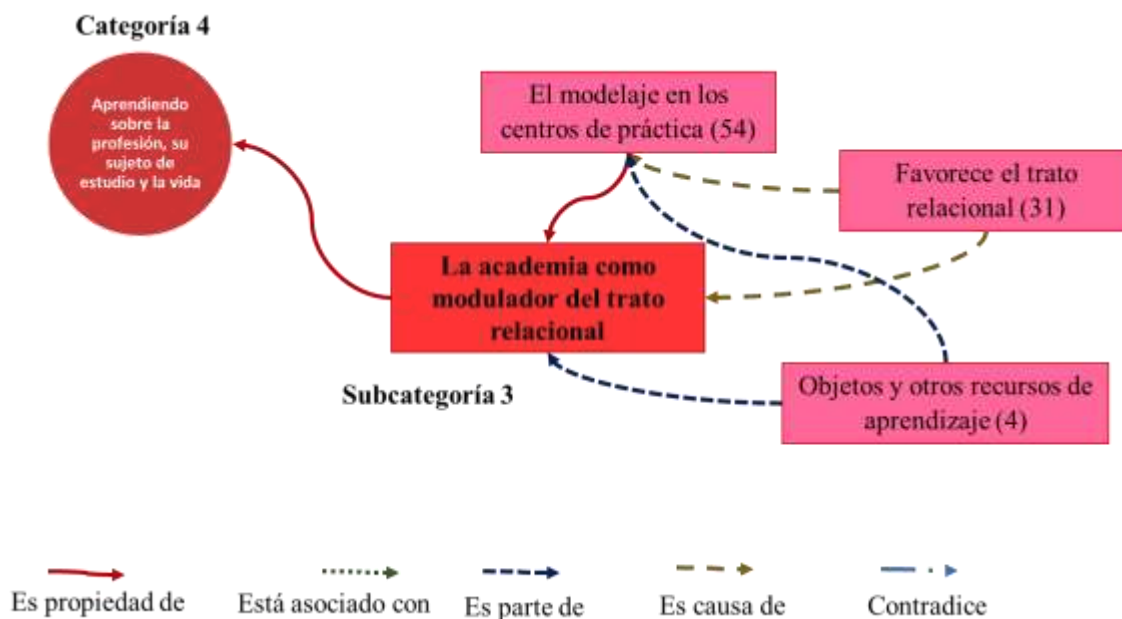 Categoría 4
Aprendiendo
sobre la
profesión, su
sujeto de
estudio y la vida
El modelaje en los
centros de práctica (54)
Favorece el trato
relacional (31)
La academia como
modulador del trato
relacional
Subcategoría 3
Objetos y otros recursos de
aprendizaje (4)
Es propiedad de
Está asociado con
Es parte de
Es causa de
Contradice